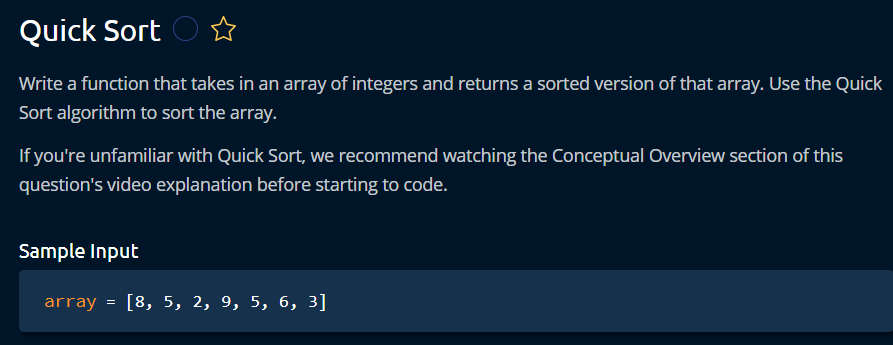 Quick Sort
Write a function that takes in an array of integers and returns a sorted version of that array. Use the Quick
Sort algorithm to sort the array.
If you're unfamiliar with Quick Sort, we recommend watching the Conceptual Overview section of this
question's video explanation before starting to code.
Sample Input
array = [8, 5, 2, 9, 5, 6, 3]